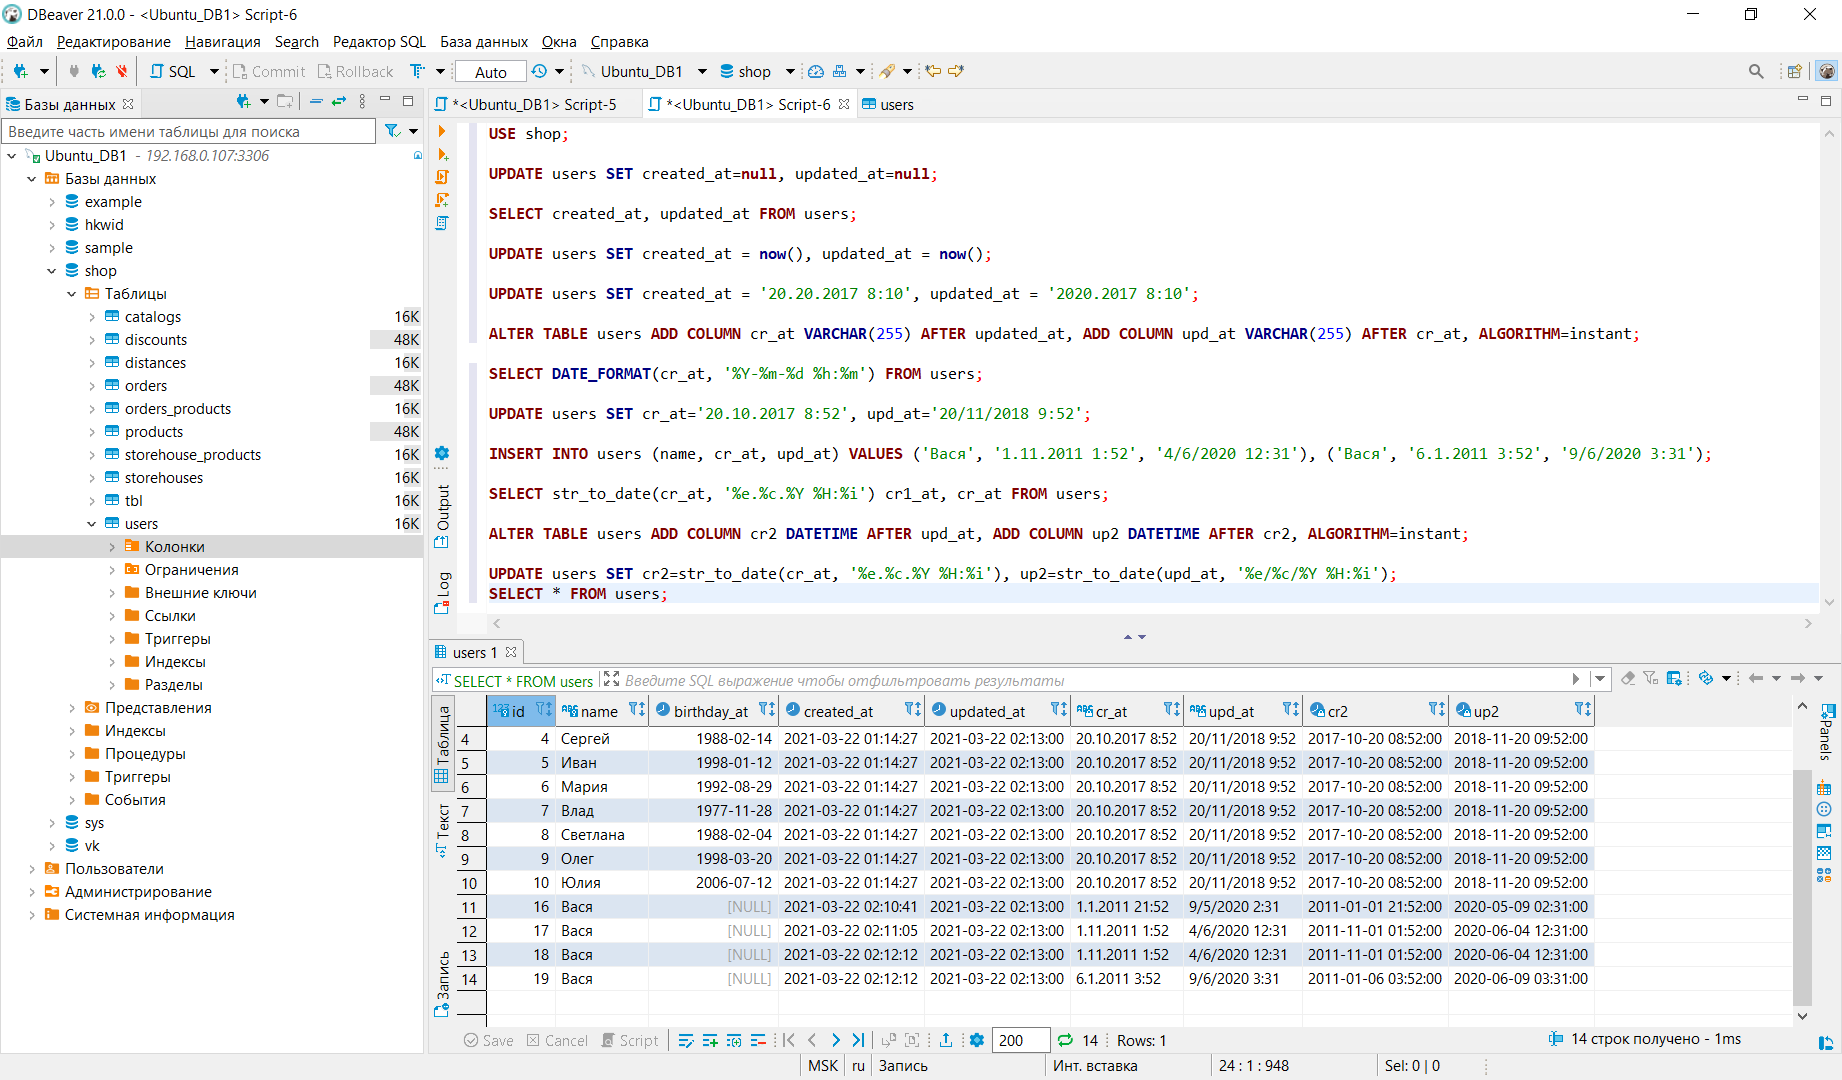 DBeaver 21.0.0 - <Ubuntu_DB1> Script-6
Файл Редактирование Навигация Search Редактор SQL База данных Окна Справка
SQL Commit Rollback Auto Ubuntu_DB1 shop
Базы данных
*<Ubuntu_DB1> Script-5 *<Ubuntu_DB1> Script-6 users
Введите часть имени таблицы для поиска
Ubuntu_DB1 - 192.168.0.107:3306
Базы данных
example
hkwid
sample
shop
Таблицы
catalogs 16K
discounts 48K
distances 16K
orders 48K
orders_products 16K
products 48K
storehouse_products 16K
storehouses 16K
tbl 16K
users 16K
Колонки
Ограничения
Внешние ключи
Ссылки
Триггеры
Индексы
Разделы
Представления
Индексы
Процедуры
Триггеры
События
sys
vk
Пользователи
Администрирование
Системная информация
USE shop;
UPDATE users SET created_at=null, updated_at=null;
SELECT created_at, updated_at FROM users;
UPDATE users SET created_at = now(), updated_at = now();
UPDATE users SET created_at = '20.20.2017 8:10', updated_at = '2020.2017 8:10';
ALTER TABLE users ADD COLUMN cr_at VARCHAR(255) AFTER updated_at, ADD COLUMN upd_at VARCHAR(255) AFTER cr_at, ALGORITHM=instant;
SELECT DATE_FORMAT(cr_at, '%Y-%m-%d %h:%m') FROM users;
UPDATE users SET cr_at='20.10.2017 8:52', upd_at='20/11/2018 9:52';
INSERT INTO users (name, cr_at, upd_at) VALUES ('Вася', '1.11.2011 1:52', '4/6/2020 12:31'), ('Вася', '6.1.2011 3:52', '9/6/2020 3:31');
SELECT str_to_date(cr_at, '%e.%c.%Y %H:%i') cr1_at, cr_at FROM users;
ALTER TABLE users ADD COLUMN cr2 DATETIME AFTER upd_at, ADD COLUMN up2 DATETIME AFTER cr2, ALGORITHM=instant;
UPDATE users SET cr2=str_to_date(cr_at, '%e.%c.%Y %H:%i'), up2=str_to_date(upd_at, '%e/%c/%Y %H:%i');
SELECT * FROM users;
Output
Log
users 1
SELECT * FROM users Введите SQL выражение чтобы отфильтровать результаты
Таблица
Текст
Запись
id name birthday_at created_at updated_at cr_at upd_at cr2 up2
4 4 Сергей 1988-02-14 2021-03-22 01:14:27 2021-03-22 02:13:00 20.10.2017 8:52 20/11/2018 9:52 2017-10-20 08:52:00 2018-11-20 09:52:00
5 5 Иван 1998-01-12 2021-03-22 01:14:27 2021-03-22 02:13:00 20.10.2017 8:52 20/11/2018 9:52 2017-10-20 08:52:00 2018-11-20 09:52:00
6 6 Мария 1992-08-29 2021-03-22 01:14:27 2021-03-22 02:13:00 20.10.2017 8:52 20/11/2018 9:52 2017-10-20 08:52:00 2018-11-20 09:52:00
7 7 Влад 1977-11-28 2021-03-22 01:14:27 2021-03-22 02:13:00 20.10.2017 8:52 20/11/2018 9:52 2017-10-20 08:52:00 2018-11-20 09:52:00
8 8 Светлана 1988-02-04 2021-03-22 01:14:27 2021-03-22 02:13:00 20.10.2017 8:52 20/11/2018 9:52 2017-10-20 08:52:00 2018-11-20 09:52:00
9 9 Олег 1998-03-20 2021-03-22 01:14:27 2021-03-22 02:13:00 20.10.2017 8:52 20/11/2018 9:52 2017-10-20 08:52:00 2018-11-20 09:52:00
10 10 Юлия 2006-07-12 2021-03-22 01:14:27 2021-03-22 02:13:00 20.10.2017 8:52 20/11/2018 9:52 2017-10-20 08:52:00 2018-11-20 09:52:00
11 16 Вася [NULL] 2021-03-22 02:10:41 2021-03-22 02:13:00 1.1.2011 21:52 9/5/2020 2:31 2011-01-01 21:52:00 2020-05-09 02:31:00
12 17 Вася [NULL] 2021-03-22 02:11:05 2021-03-22 02:13:00 1.11.2011 1:52 4/6/2020 12:31 2011-11-01 01:52:00 2020-06-04 12:31:00
13 18 Вася [NULL] 2021-03-22 02:12:12 2021-03-22 02:13:00 1.11.2011 1:52 4/6/2020 12:31 2011-11-01 01:52:00 2020-06-04 12:31:00
14 19 Вася [NULL] 2021-03-22 02:12:12 2021-03-22 02:13:00 6.1.2011 3:52 9/6/2020 3:31 2011-01-06 03:52:00 2020-06-09 03:31:00
Panels
Save Cancel Script 200 14 Rows: 1 14 строк получено - 1ms
MSK ru Запись Инт. вставка 24 : 1 : 948 Sel: 0 | 0